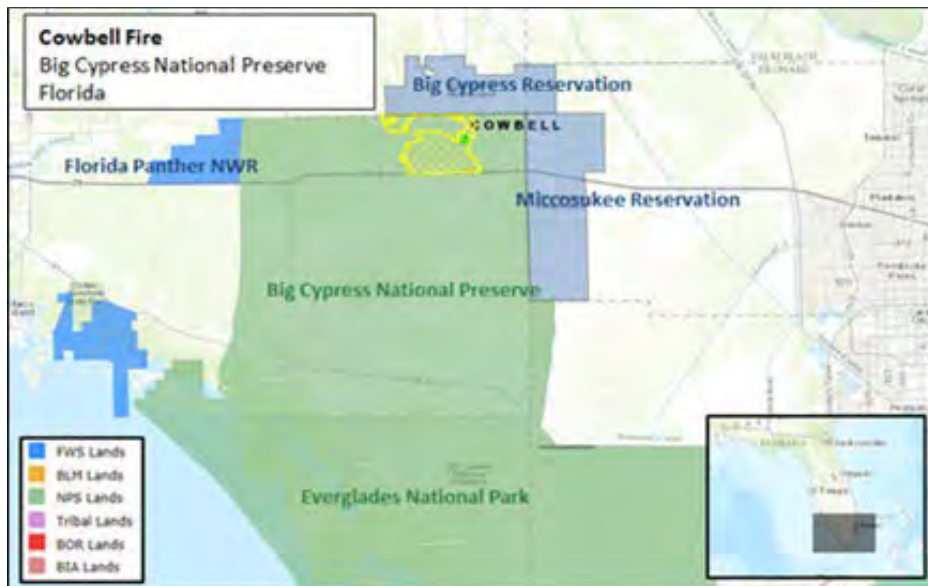 Cowbell Fire
Big Cypress National Preserve
Florida
Big Cypress Reservation
COWBELL
Florida Panther NWR
Miccosukee Reservation
Big Cypress National Preserve
Everglades National Park
FWS Lands
BLM Lands
NPS Lands
Tribal Lands
BOR Lands
BIA Lands